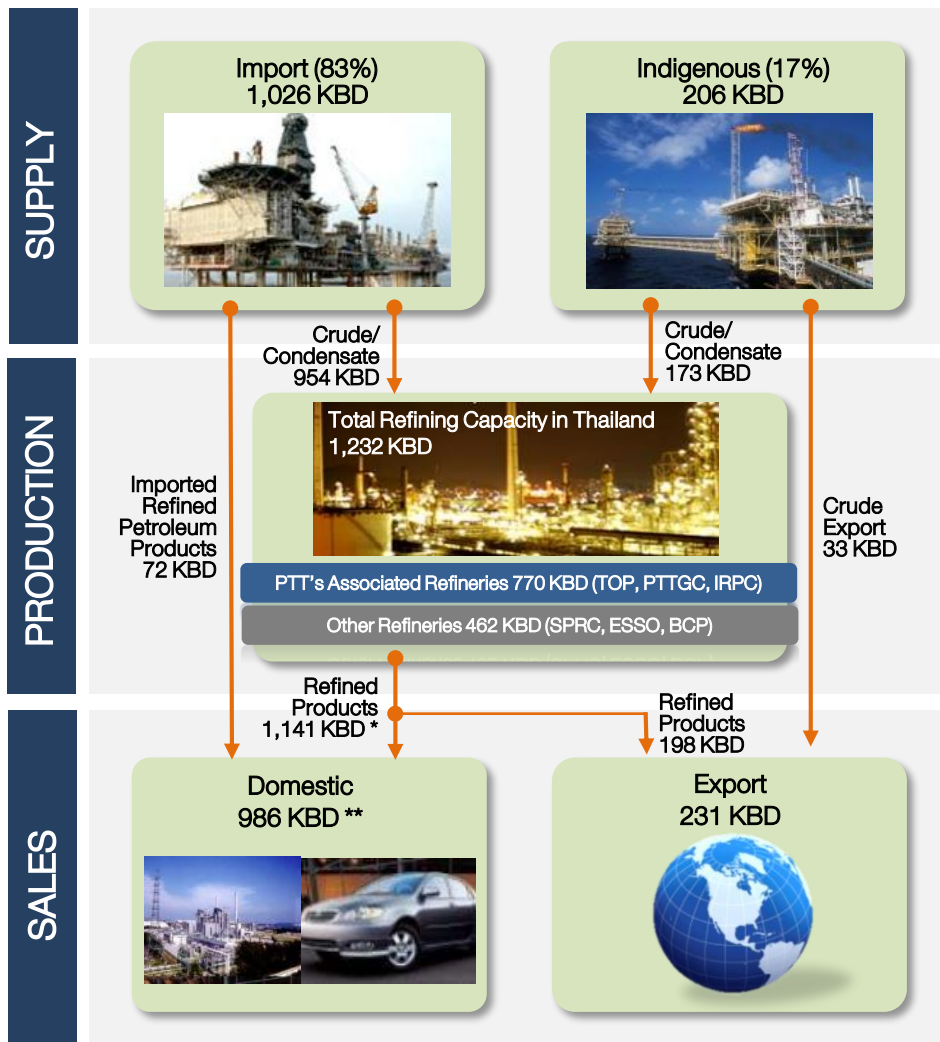 SUPPLY
Import (83%)
1,026 KBD
Indigenous (17%)
206 KBD
Crude/
Condensate
954 KBD
Crude/
Condensate
173 KBD
PRODUCTION
Total Refining Capacity in Thailand
1,232 KBD
Imported
Refined
Petroleum
Products
72 KBD
Crude
Export
33 KBD
PTT's Associated Refineries 770 KBD (TOP, PTTGC, IRPC)
Other Refineries 462 KBD (SPRC, ESSO, BCP)
Refined
Products
1,141 KBD *
Refined
Products
198 KBD
SALES
Domestic
986 KBD **
Export
231 KBD